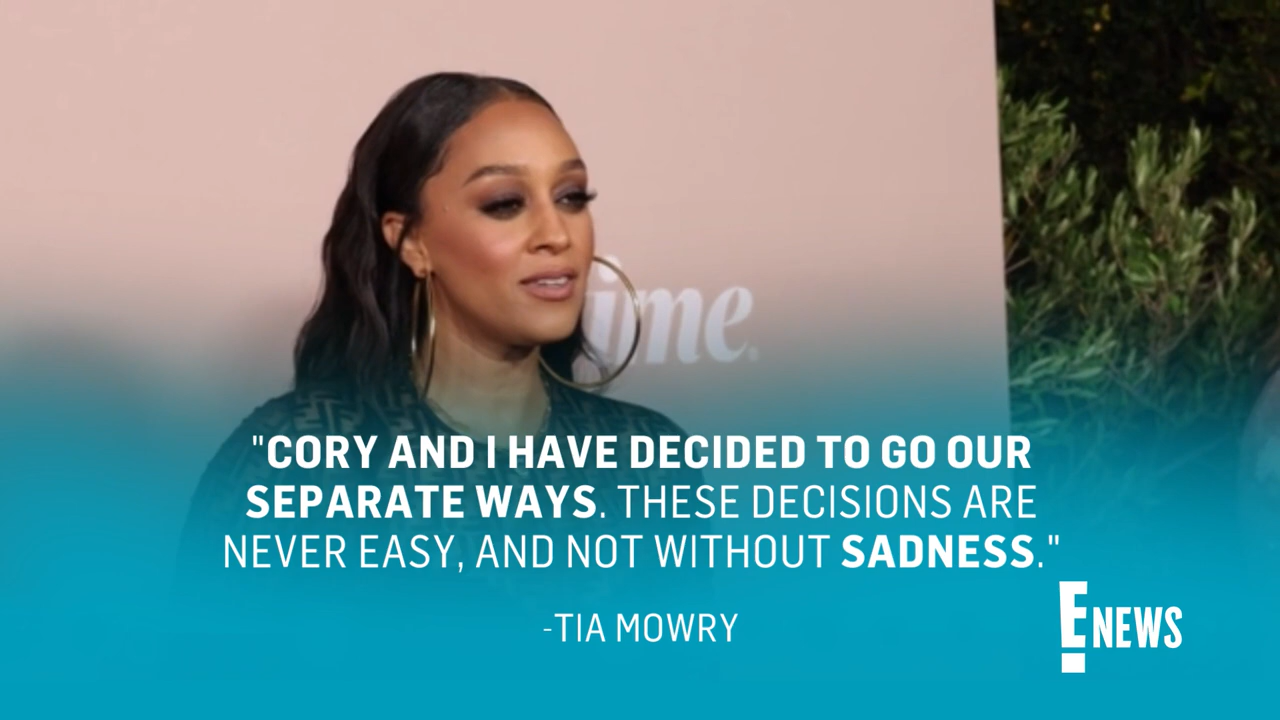 ime.
"CORY AND I HAVE DECIDED TO GO OUR
SEPARATE WAYS. THESE DECISIONS ARE
NEVER EASY, AND NOT WITHOUT SADNESS."
-TIA MOWRY
E NEWS